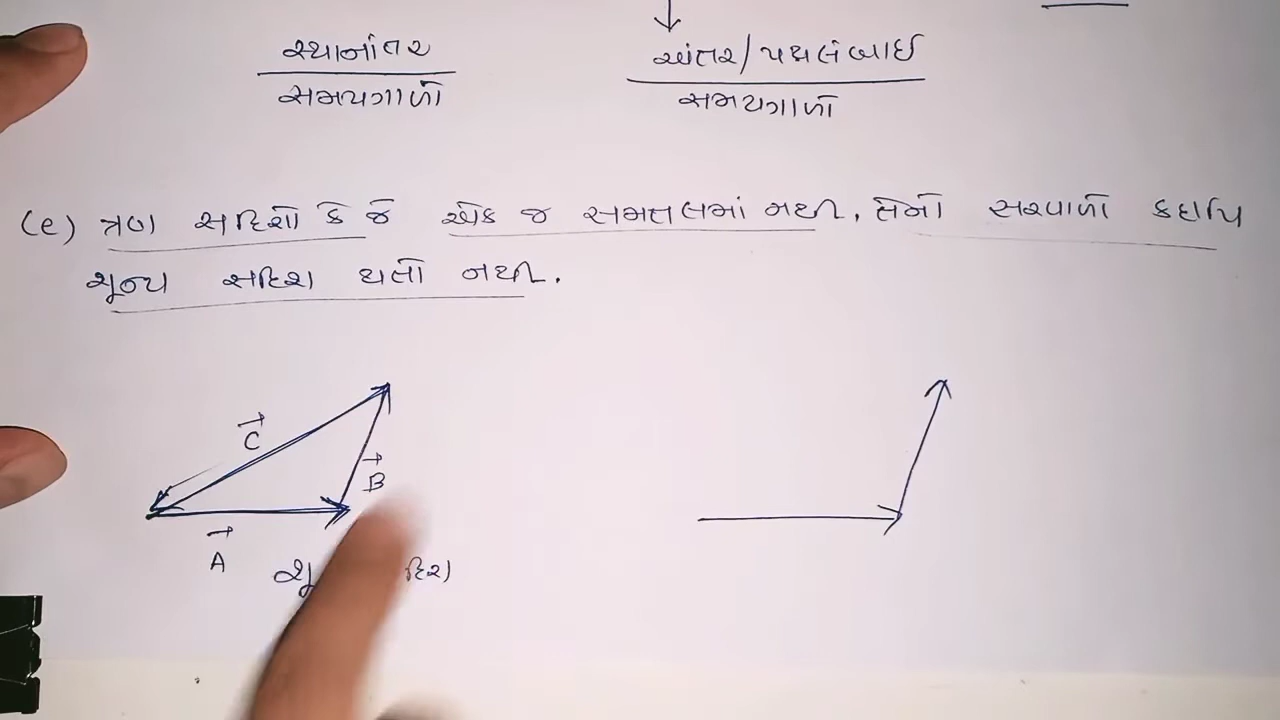 સ્થાનાંતર
સમયગાળો
અંતર/પથલંબાઈ
સમયગાળો
(e) ત્રણ સદિશો કે જે એક જ સમતલમાં નથી, તેનો સરવાળો કદાપિ
શૂન્ય સદિશ થતો નથી.
C
B
A